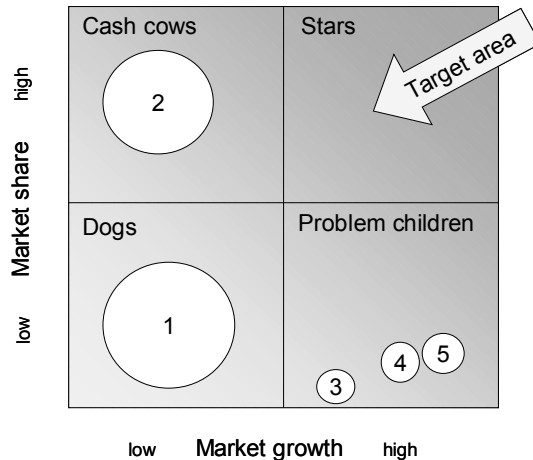 Cash cows
Stars
Target area
high
2
Market share
Dogs
Problem children
1
low
3
4
5
low
Market growth
high